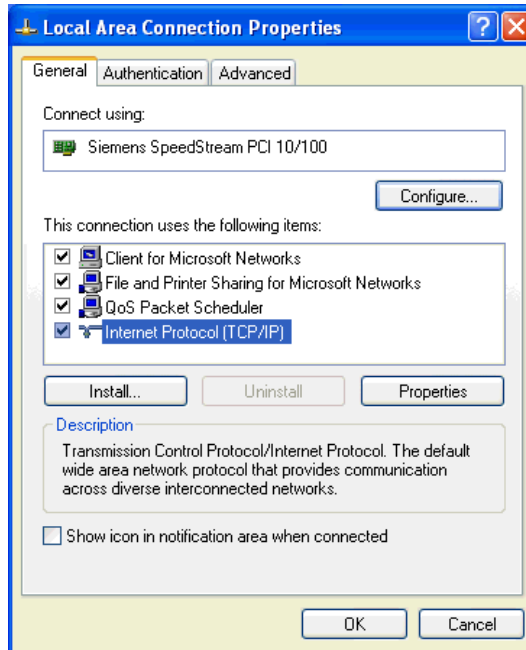 Local Area Connection Properties
General Authentication Advanced
Connect using:
Siemens SpeedStream PCI 10/100
Configure...
This connection uses the following items:
Client for Microsoft Networks
File and Printer Sharing for Microsoft Networks
QoS Packet Scheduler
Internet Protocol (TCP/IP)
Install... Uninstall Properties
Description
Transmission Control Protocol/Internet Protocol. The default
wide area network protocol that provides communication
across diverse interconnected networks.
Show icon in notification area when connected
OK Cancel